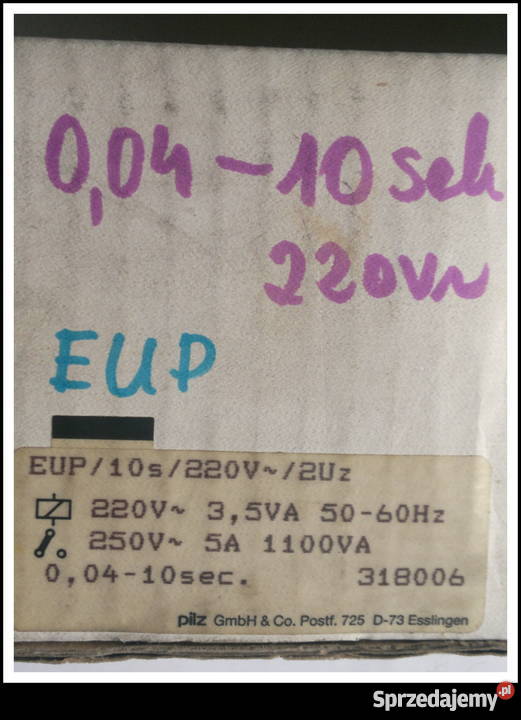 0,04-10 sek
220V~
EUP
EUP/10s/220V~/2Uz
220V~ 3,5VA 50-60Hz
250V~ 5A 1100VA
0,04-10sec. 318006
pilz GmbH & Co. Postf. 725 D-73 Esslingen
Sprzedajemy.pl